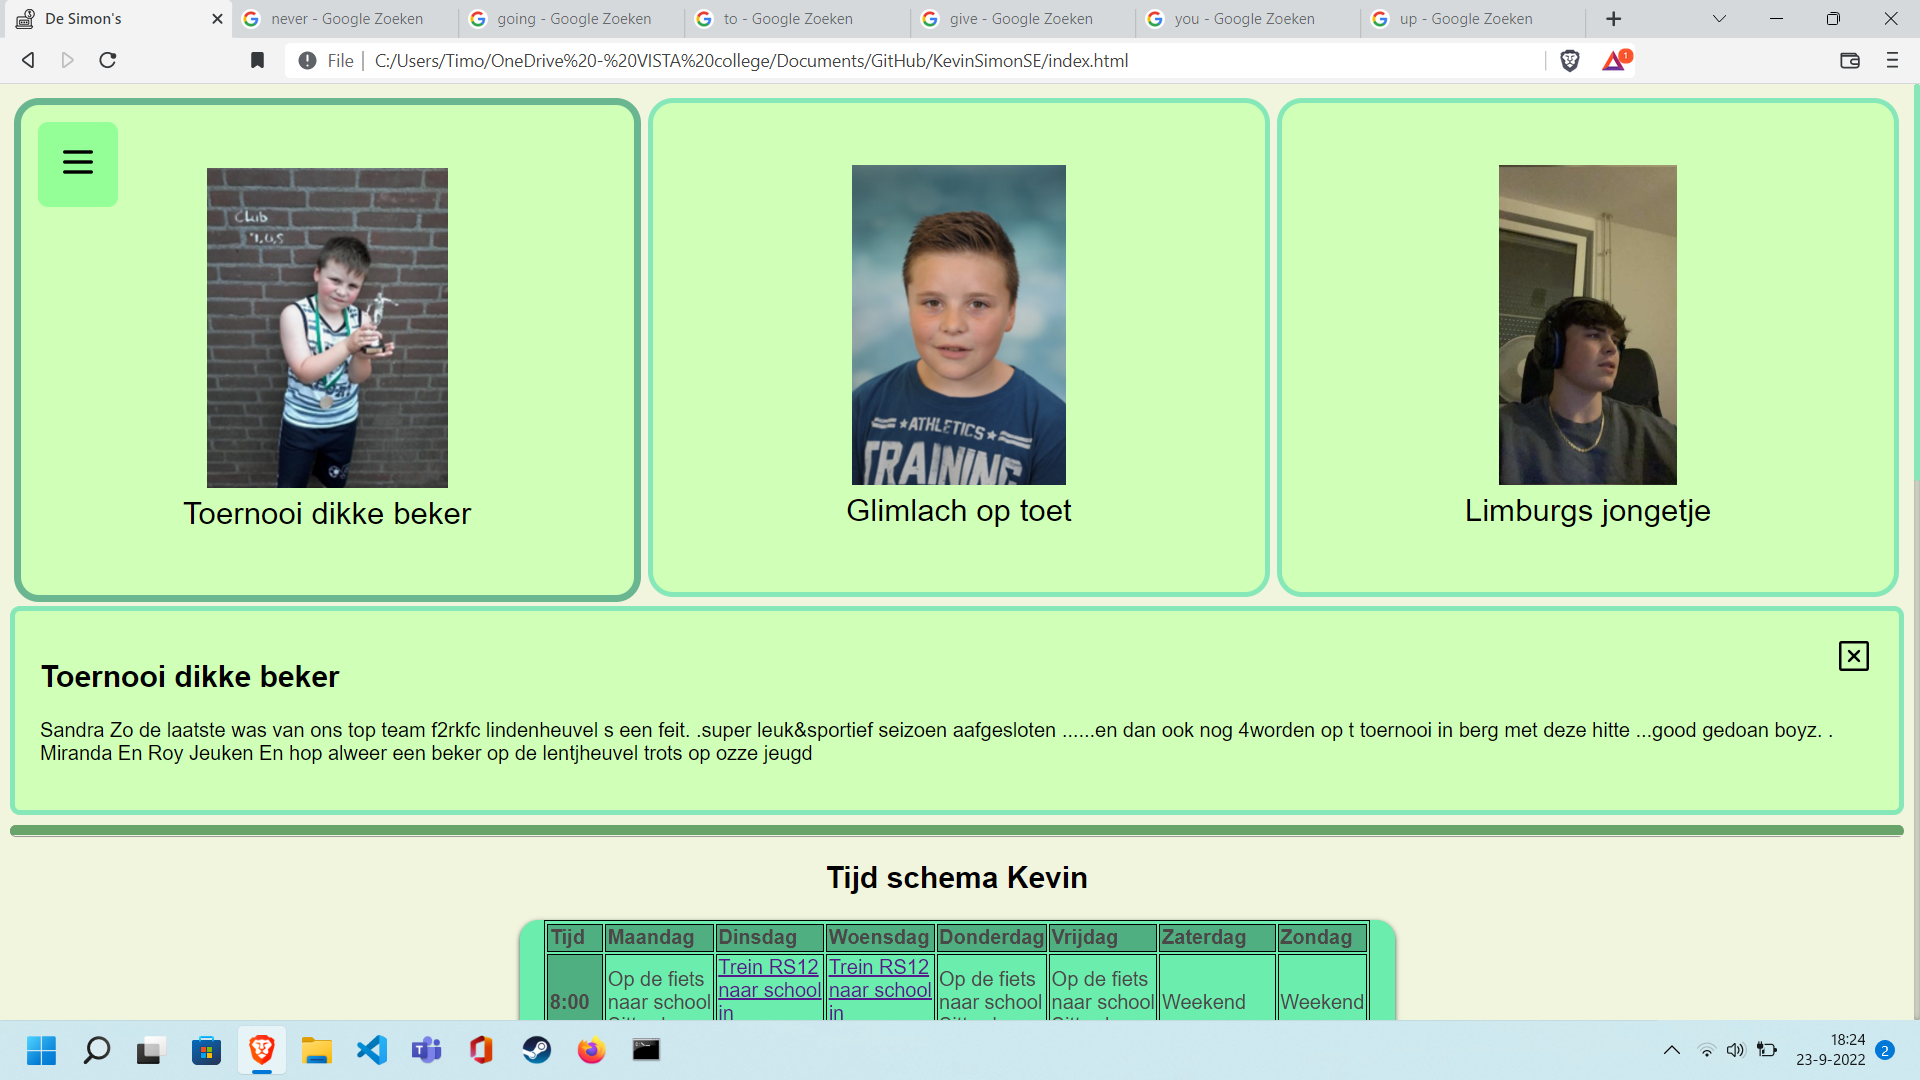 De Simon's
never - Google Zoeken
going - Google Zoeken
to - Google Zoeken
give - Google Zoeken
you - Google Zoeken
up - Google Zoeken
File
C:/Users/Timo/OneDrive%20-%20VISTA%20college/Documents/GitHub/KevinSimonSE/index.html
1
Club
★ATHLETICS★
TRAINING
Toernooi dikke beker
Glimlach op toet
Limburgs jongetje
Toernooi dikke beker
Sandra Zo de laatste was van ons top team f2rkfc lindenheuvel s een feit. .super leuk&sportief seizoen aafgesloten ......en dan ook nog 4worden op t toernooi in berg met deze hitte ...good gedoan boyz. .
Miranda En Roy Jeuken En hop alweer een beker op de lentjheuvel trots op ozze jeugd
Tijd schema Kevin
Tijd Maandag Dinsdag Woensdag Donderdag Vrijdag Zaterdag Zondag
8:00
Op de fiets
naar school
Trein RS12
naar school
in
Trein RS12
naar school
in
Op de fiets
naar school
Op de fiets
naar school
Weekend
Weekend
18:24
23-9-2022
2